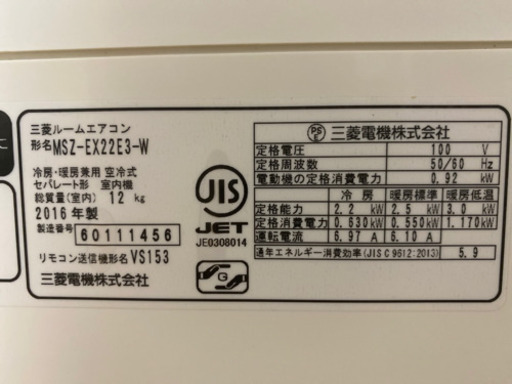 三菱ルームエアコン
形名MSZ-EX22E3-W
冷房・暖房兼用 空冷式
セパレート形 室内機
総質量(室内) 12 kg
2016 年製
製造番号 60111456
リモコン送信機形名 VS153
三菱電機株式会社
JIS
JET
JE0308014
PSE 三菱電機株式会社
定格電圧 100 V
定格周波数 50/60 Hz
電動機の定格消費電力 0.92 kW
冷房 暖房標準 暖房低温
定格能力 2.2 kW 2.5 kW 3.0 kW
定格消費電力 0.630 kW 0.550 kW 1.170 kW
運転電流 6.97 A 6.10 A
通年エネルギー消費効率(JIS C 9612:2013) 5.9